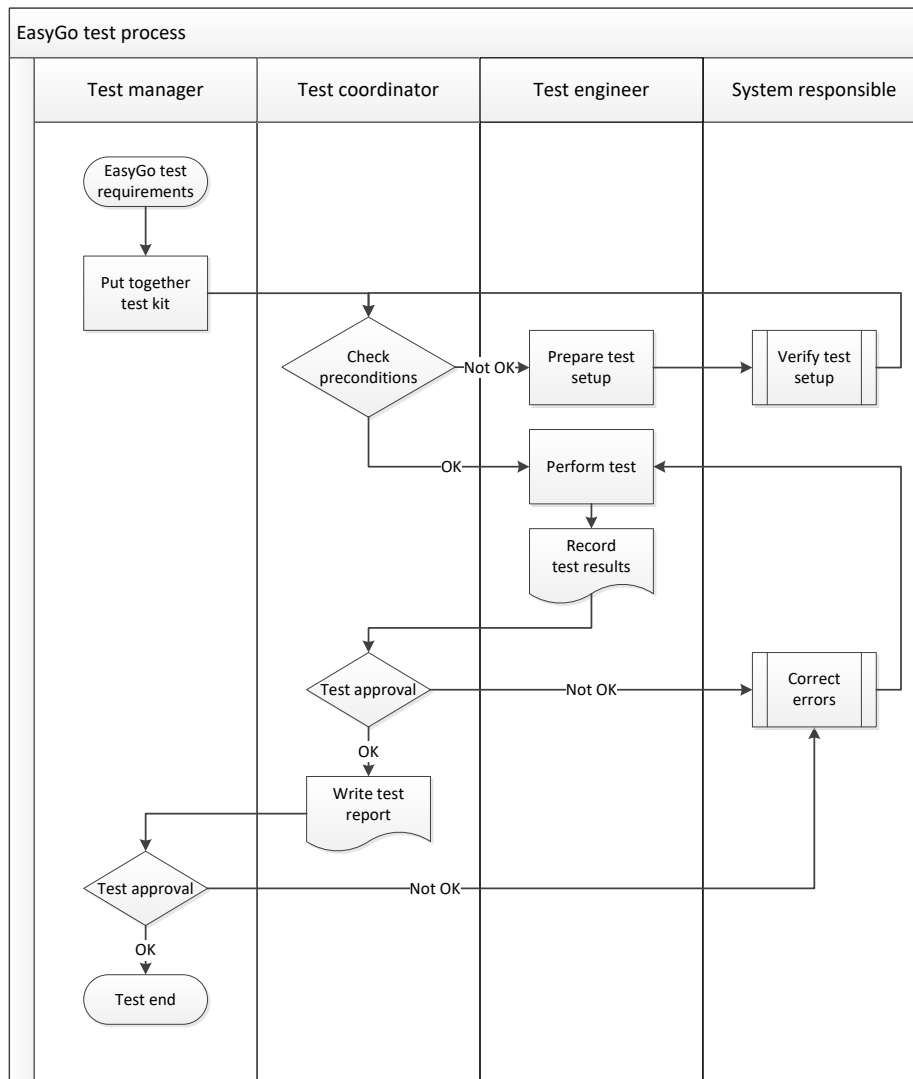 EasyGo test process
Test manager
Test coordinator
Test engineer
System responsible
EasyGo test
requirements
Put together
test kit
Check
preconditions
Not OK
Prepare test
setup
Verify test
setup
OK
Perform test
Record
test results
Test approval
Not OK
Correct
errors
OK
Write test
report
Test approval
Not OK
OK
Test end